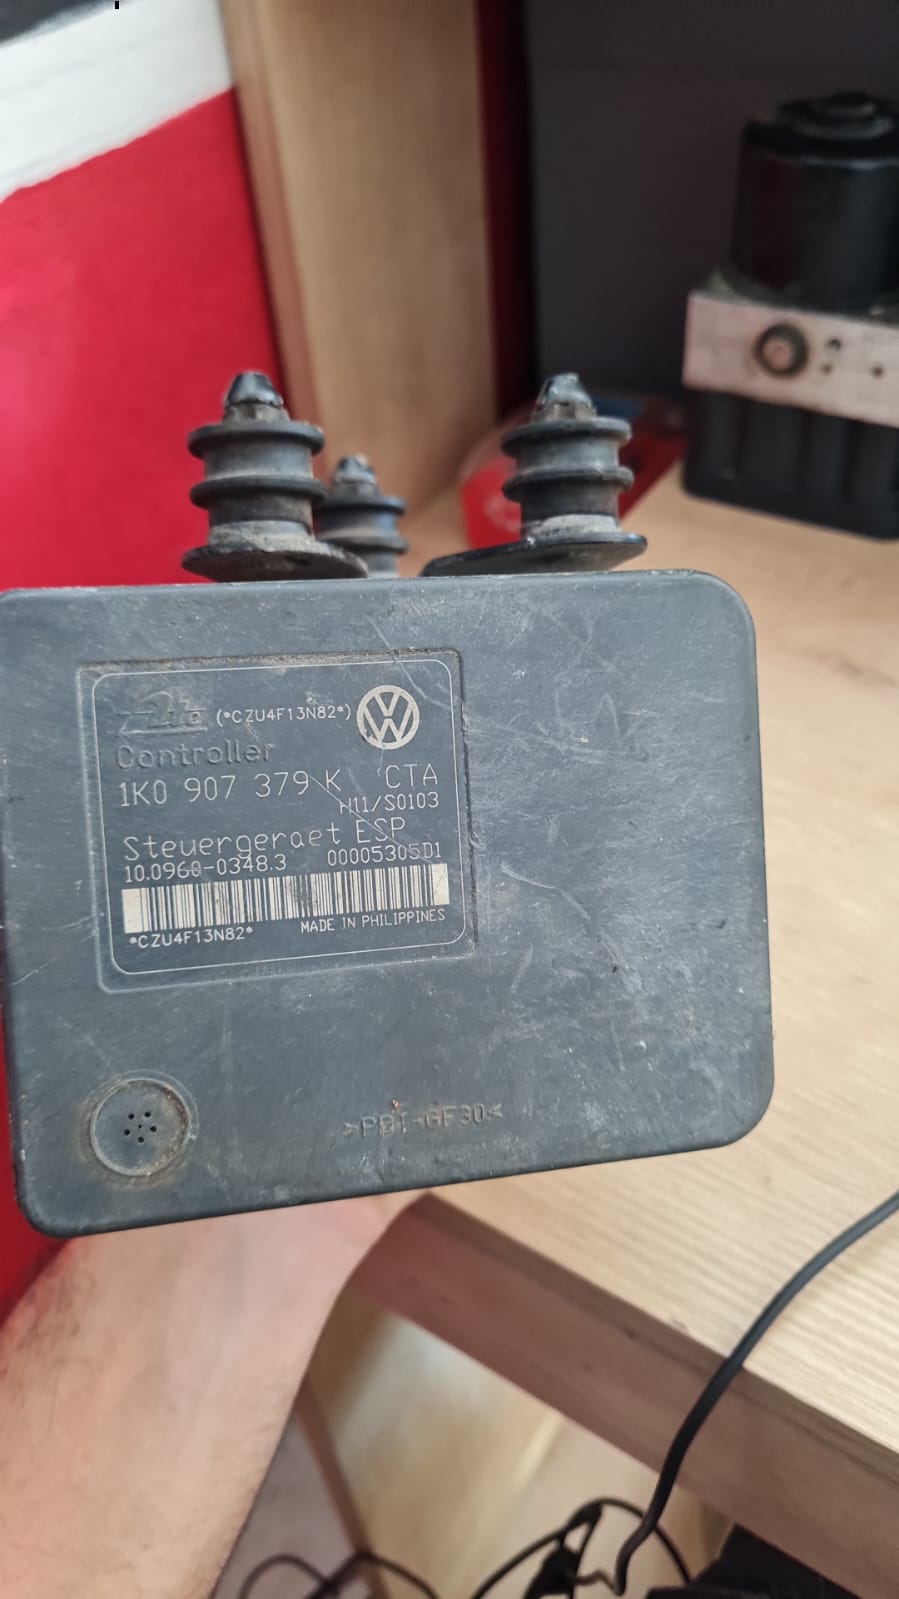 Ate (*CZU4F13N82*)
Controller
1K0 907 379 K CTA
H11/S0103
Steuergeraet ESP
10.0960-0348.3 00005305D1
*CZU4F13N82* MADE IN PHILIPPINES
>PBT-GF30<